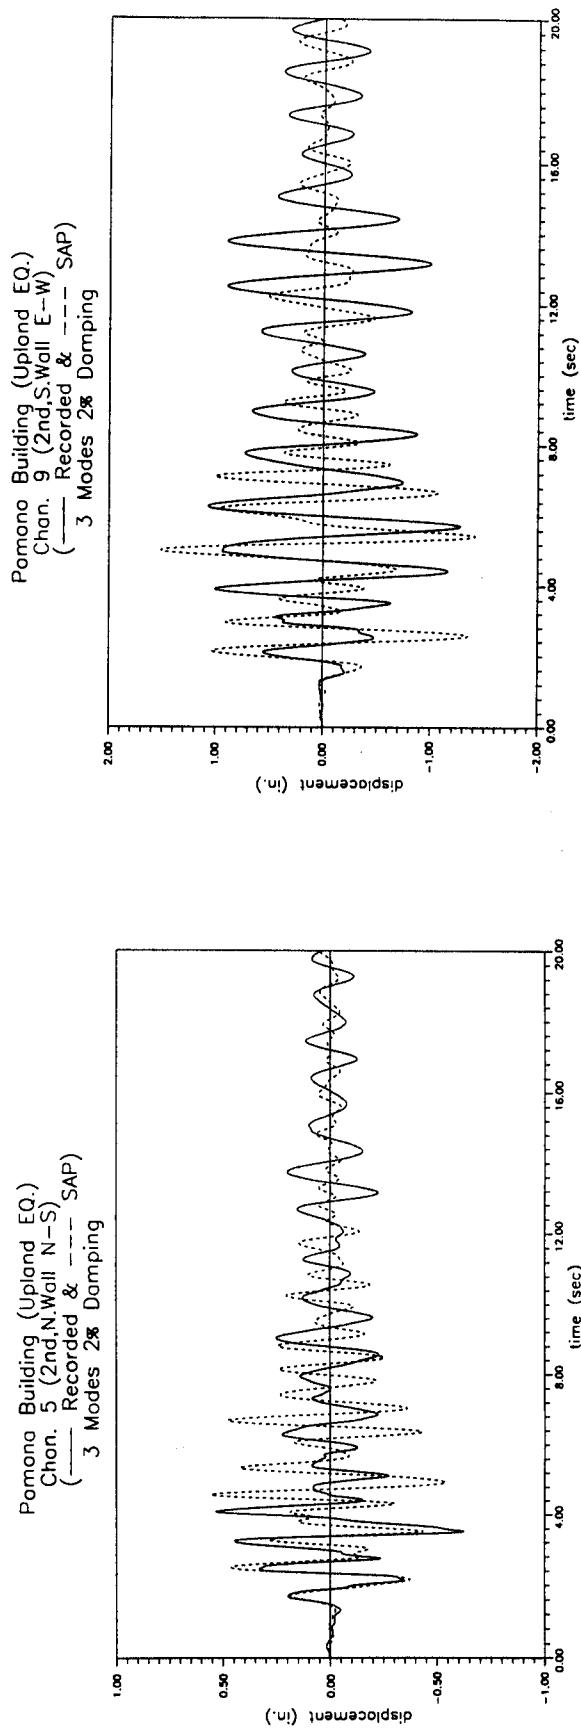 Pomona Building (Upland EQ.)
Chan. 5 (2nd,N.Wall N-S)
(—— Recorded & ---- SAP)
3 Modes 2% Damping
displacement (in.)
1.00
0.50
0.00
-0.50
-1.00
0.00
4.00
8.00
12.00
16.00
20.00
time (sec)
Pomona Building (Upland EQ.)
Chan. 9 (2nd,S.Wall E-W)
(—— Recorded & ---- SAP)
3 Modes 2% Damping
displacement (in.)
2.00
1.00
0.00
-1.00
-2.00
0.00
4.00
8.00
12.00
16.00
20.00
time (sec)